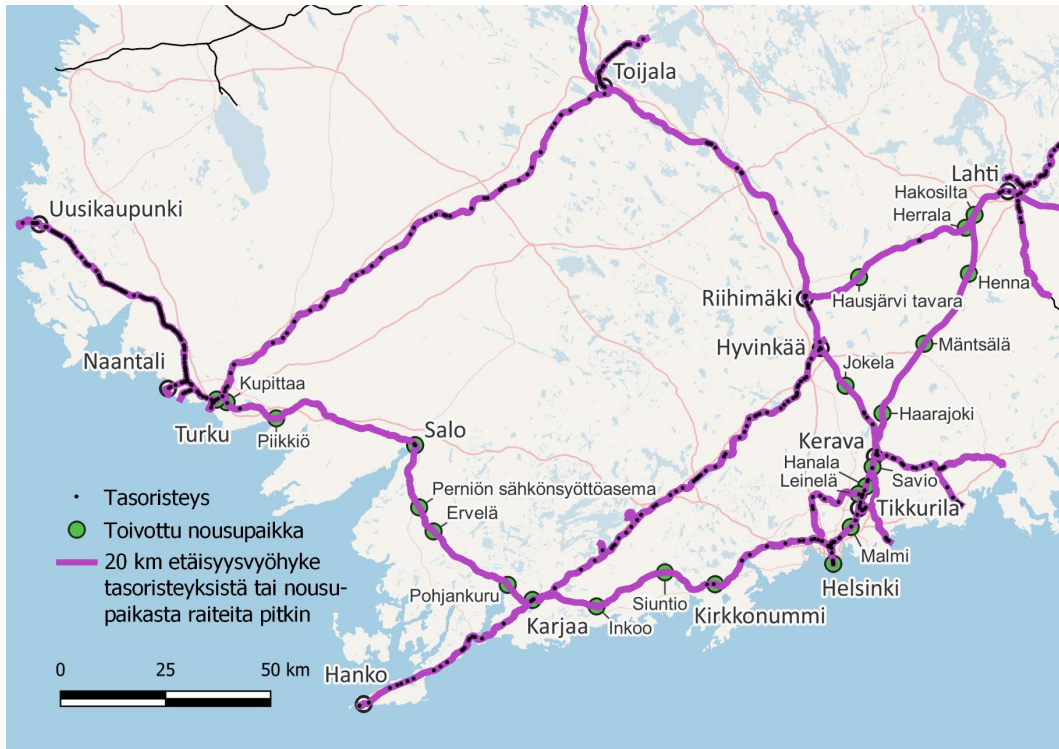 Toijala
Lahti
Hakosilta
Herrala
Uusikaupunki
Henna
Hausjärvi tavara
Riihimäki
Mäntsälä
Hyvinkää
Naantali
Jokela
Kupittaa
Haarajoki
Turku
Piikkiö
Salo
Kerava
Hanala
Savio
Leinelä
Perniön sähkönsyöttöasema
Tikkurila
Ervelä
Malmi
Helsinki
Pohjankuru
Siuntio
Kirkkonummi
Karjaa
Inkoo
Hanko
Tasoristeys
Toivottu nousupaikka
20 km etäisyysvyöhyke
tasoristeyksistä tai nousu-
paikasta raiteita pitkin
0 25 50 km